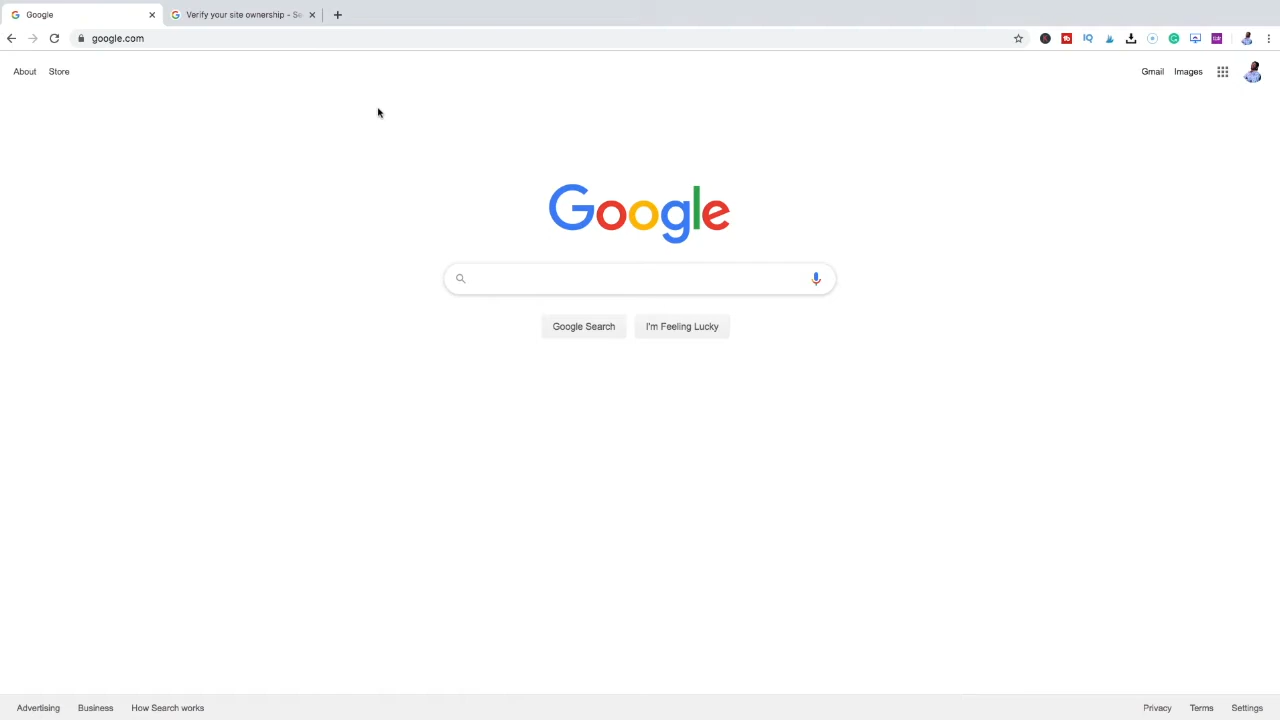 Google
Verify your site ownership - Se
google.com
About Store
Gmail Images
Google
Google Search I'm Feeling Lucky
Advertising Business How Search works
Privacy Terms Settings